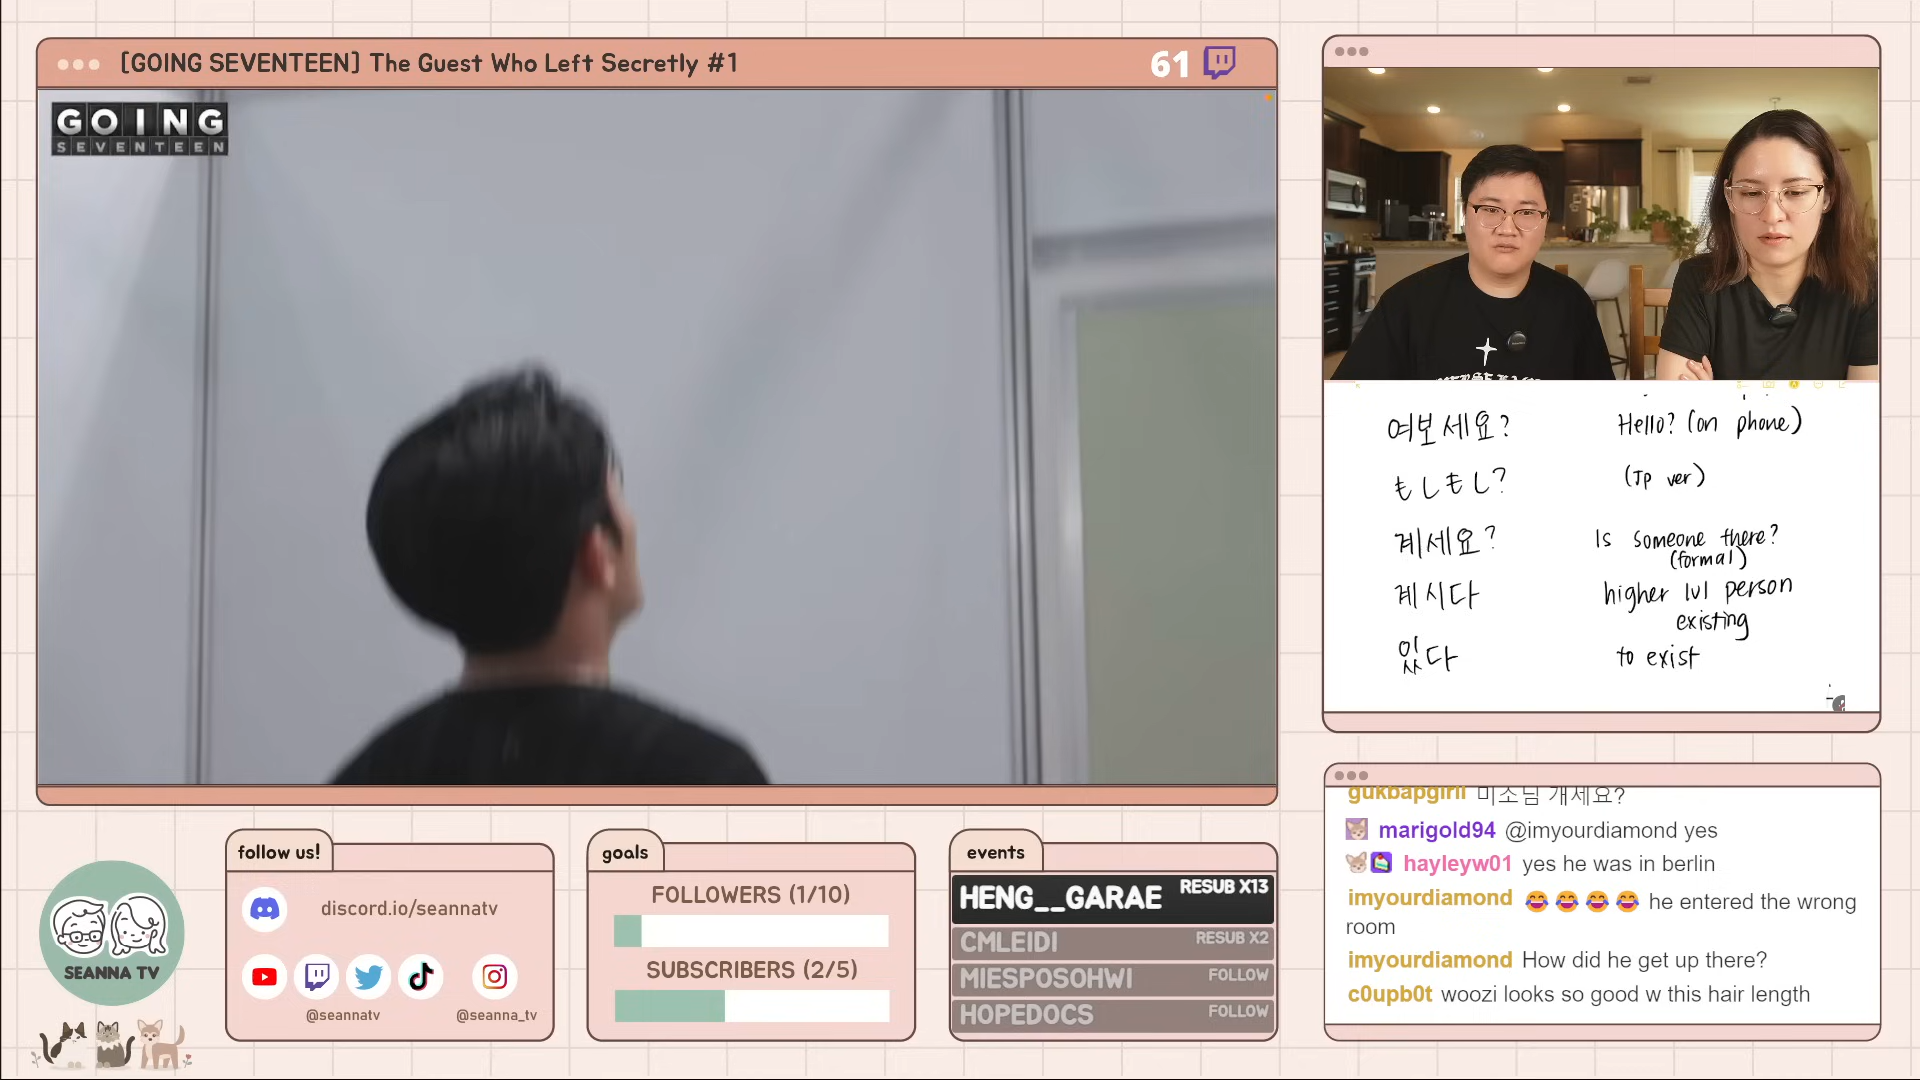 [GOING SEVENTEEN] The Guest Who Left Secretly #1
61
GOING
SEVENTEEN
여보세요?
Hello? (on phone)
もしもし?
(Jp ver)
계세요?
Is someone there?
(formal)
계시다
higher lvl person
existing
있다
to exist
gukbapgirll 미소님 개세요?
marigold94 @imyourdiamond yes
hayleyw01 yes he was in berlin
imyourdiamond 😂 😂 😂 😂 he entered the wrong
room
imyourdiamond How did he get up there?
c0upb0t woozi looks so good w this hair length
SEANNA TV
follow us!
discord.io/seannatv
@seannatv
@seanna_tv
goals
FOLLOWERS (1/10)
SUBSCRIBERS (2/5)
events
HENG__GARAE RESUB X13
CMLEIDI RESUB X2
MIESPOSOHWI FOLLOW
HOPEDOCS FOLLOW